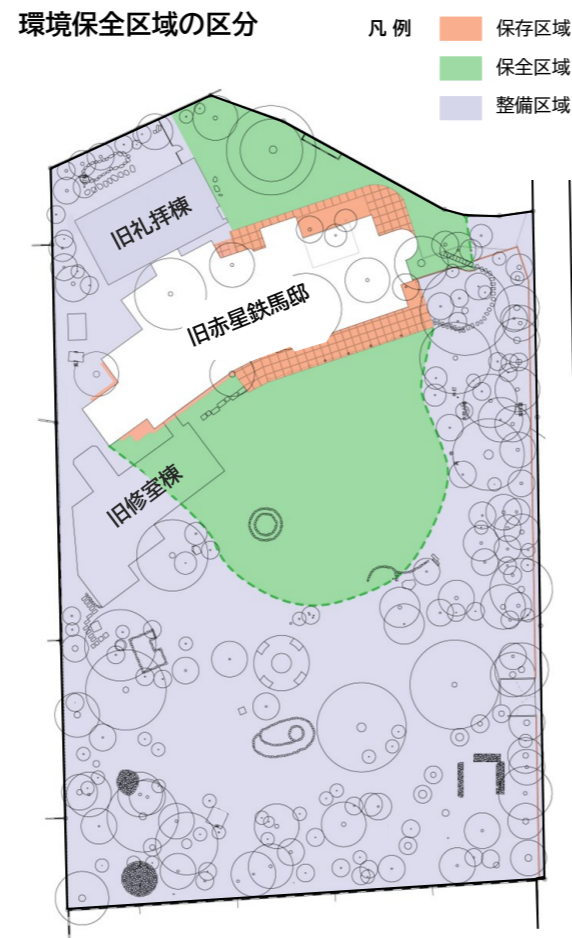 環境保全区域の区分
凡 例
保存区域
保全区域
整備区域
旧礼拝棟
旧赤星鉄馬邸
旧修室棟